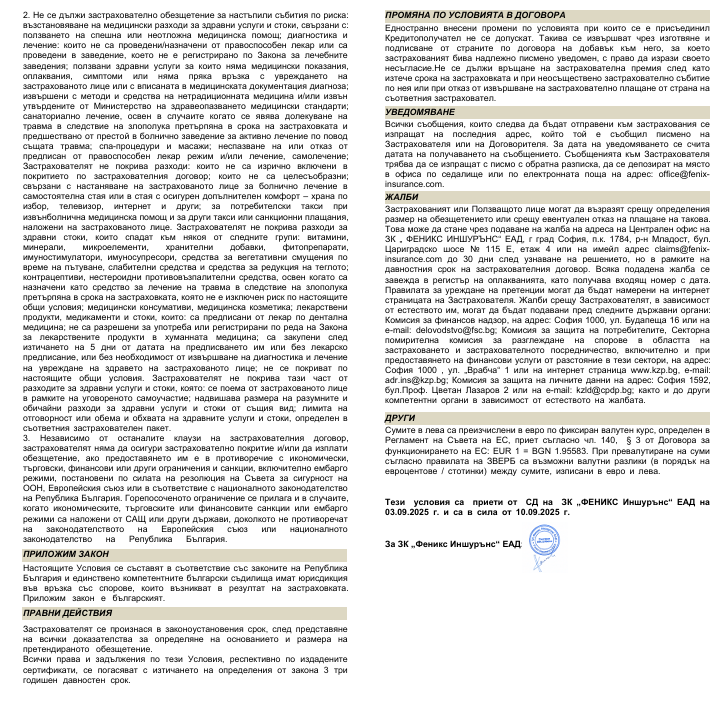 2. Не се дължи застрахователно обезщетение за настъпили събития по риска:
възстановяване на медицински разходи за здравни услуги и стоки, свързани с:
ползването на спешна или неотложна медицинска помощ; диагностика и
лечение: които не са проведени/назначени от правоспособен лекар или са
проведени в заведение, което не е регистрирано по Закона за лечебните
заведения; ползвани здравни услуги за които няма медицински показания,
оплаквания, симптоми или няма пряка връзка с уврежданетo на
застрахованото лице или с вписаната в медицинската документация диагноза;
извършени с методи и средства на нетрадиционната медицина и/или извън
утвърдените от Министерство на здравеопазването медицински стандарти;
санаториално лечение, освен в случаите когато се явява долекуване на
травма в следствие на злополука претърпяна в срока на застраховката и
предшествано от престой в болнично заведение за активно лечение по повод
същата травма; спа-процедури и масажи; неспазване на или отказ от
предписан от правоспособен лекар режим и/или лечение, самолечение;
Застрахователят не покрива разходи: които не са изрично включени в
покритието по застрахователния договор; които не са целесъобразни;
свързани с настаняване на застрахованото лице за болнично лечение в
самостоятелна стая и в стая с осигурен допълнителен комфорт – храна по
избор, телевизор, интернет и други; за потребителски такси при
извънболнична медицинска помощ и за други такси или санкционни плащания,
наложени на застрахованото лице. Застрахователят не покрива разходи за
здравни стоки, които спадат към някоя от следните групи: витамини,
минерали, микроелементи, хранителни добавки, фитопрепарати,
имуностимулатори, имуносупресори, средства за вегетативни смущения по
време на пътуване, слабителни средства и средства за редукция на теглото;
контрацептиви, нестероидни противовъзпалителни средства, освен когато са
назначени като средство за лечение на травма в следствие на злополука
претърпяна в срока на застраховката, която не е изключен риск по настоящите
общи условия; медицински консумативи, медицинска козметика; лекарствени
продукти, медикаменти и стоки, които: са предписани от лекар по дентална
медицина; не са разрешени за употреба или регистрирани по реда на Закона
за лекарствените продукти в хуманната медицина; са закупени след
изтичането на 5 дни от датата на предписването им или без лекарско
предписание, или без необходимост от извършване на диагностика и лечение
на увреждане на здравето на застрахованото лице; не се покриват по
настоящите общи условия. Застрахователят не покрива тази част от
разходите за здравни услуги и стоки, която: се поема от застрахованото лице
в рамките на уговореното самоучастие; надвишава размера на разумните и
обичайни разходи за здравни услуги и стоки от същия вид; лимита на
отговорност или обема и обхвата на здравните услуги и стоки, определен в
съответния застрахователен пакет.
3. Независимо от останалите клаузи на застрахователния договор,
застрахователят няма да осигури застрахователно покритие и/или да изплати
обезщетение, ако предоставянето им е в противоречие с икономически,
търговски, финансови или други ограничения и санкции, включително ембарго
режими, постановени по силата на резолюция на Съвета за сигурност на
ООН, Европейския съюз или в съответствие с националното законодателство
на Република България. Горепосоченото ограничение се прилага и в случаите,
когато икономическите, търговските или финансовите санкции или ембарго
режими са наложени от САЩ или други държави, доколкото не противоречат
на законодателството на Европейския съюз или националното
законодателство на Република България.
ПРИЛОЖИМ ЗАКОН
Настоящите Условия се съставят в съответствие със законите на Република
България и единствено компетентните български съдилища имат юрисдикция
във връзка със спорове, които възникват в резултат на застраховката.
Приложим закон е българският.
ПРАВНИ ДЕЙСТВИЯ
Застрахователят се произнася в законоустановения срок, след представяне
на всички доказателства за определяне на основанието и размера на
претендираното обезщетение.
Всички права и задължения по тези Условия, респективно по издадените
сертификати, се погасяват с изтичането на определения от закона 3 три
годишен давностен срок.
ПРОМЯНА ПО УСЛОВИЯТА В ДОГОВОРА
Едностранно внесени промени по условията при които се е присъединил
Кредитополучател не се допускат. Такива се извършват чрез изготвяне и
подписване от страните по договора на добавък към него, за което
застрахованият бива надлежно писмено уведомен, с право да изрази своето
несъгласие.Не се дължи връщане на застрахователна премия след като
изтече срока на застраховката и при неосъществено застрахователно събитие
по нея или при отказ от извършване на застрахователно плащане от страна на
съответния застраховател.
УВЕДОМЯВАНЕ
Всички съобщения, които следва да бъдат отправени към застрахования се
изпращат на последния адрес, който той е съобщил писмено на
Застрахователя или на Договорителя. За дата на уведомяването се счита
датата на получаването на съобщението. Съобщенията към Застрахователя
трябва да се изпращат с писмо с обратна разписка, да се депозират на място
в офиса по седалище или по електронната поща на адрес: office@fenix-
insurance.com.
ЖАЛБИ
Застрахованият или Ползващото лице могат да възразят срещу определения
размер на обезщетението или срещу евентуален отказ на плащане на такова.
Това може да стане чрез подаване на жалба на адреса на Централен офис на
ЗК „ ФЕНИКС ИНШУРЪНС" ЕАД, г град София, п.к. 1784, р-н Младост, бул.
Цариградско шосе № 115 Е, етаж 4 или на имейл адрес claims@fenix-
insurance.com до 30 дни след узнаване на решението, но в рамките на
давностния срок на застрахователния договор. Всяка подадена жалба се
завежда в регистър на оплакванията, като получава входящ номер с дата.
Правилата за уреждане на претенции могат да бъдат намерени на интернет
страницата на Застрахователя. Жалби срещу Застрахователят, в зависимост
от естеството им, могат да бъдат подавани пред следните държавни органи:
Комисия за финансов надзор, на адрес: София 1000, ул. Будапеща 16 или на
e-mail: delovodstvo@fsc.bg; Комисия за защита на потребителите, Секторна
помирителна комисия за разглеждане на спорове в областта на
застраховането и застрахователното посредничество, включително и при
предоставянето на финансови услуги от разстояние в тези сектори, на адрес:
София 1000 , ул. „Врабча" 1 или на интернет страница www.kzp.bg, e-mail:
adr.ins@kzp.bg; Комисия за защита на личните данни на адрес: София 1592,
бул.Проф. Цветан Лазаров 2 или на e-mail: kzld@cpdp.bg; както и до други
компетентни органи в зависимост от естеството на жалбата.
ДРУГИ
Сумите в лева са преизчислени в евро по фиксиран валутен курс, определен в
Регламент на Съвета на ЕС, приет съгласно чл. 140, § 3 от Договора за
функционирането на ЕС: EUR 1 = BGN 1.95583. При превалутиране на суми
съгласно правилата на ЗВЕРБ са възможни валутни разлики (в порядък на
евроцентове / стотинки) между сумите, изписани в евро и лева.
Тези условия са приети от СД на ЗК „ФЕНИКС Иншурънс" ЕАД на
03.09.2025 г. и са в сила от 10.09.2025 г.
За ЗК „Феникс Иншурънс" ЕАД